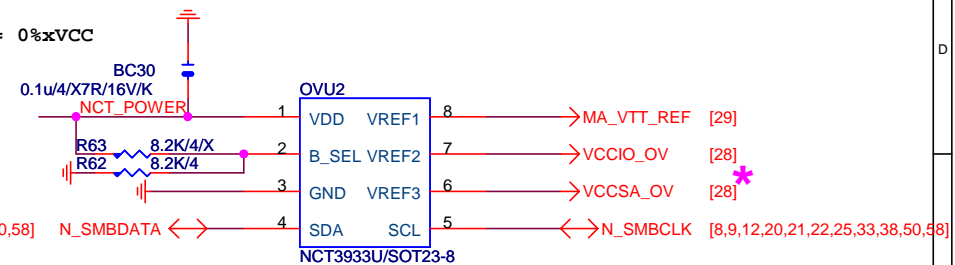 = 0%xVCC
D
BC30
0.1u/4/X7R/16V/K
OVU2
NCT_POWER
1 VDD VREF1 8 MA_VTT_REF [29]
R63 8.2K/4/X
2 B_SEL VREF2 7 VCCIO_OV [28]
R62 8.2K/4
3 GND VREF3 6 VCCSA_OV [28] *
0,58] N_SMBDATA 4 SDA SCL 5 N_SMBCLK [8,9,12,20,21,22,25,33,38,50,58]
NCT3933U/SOT23-8